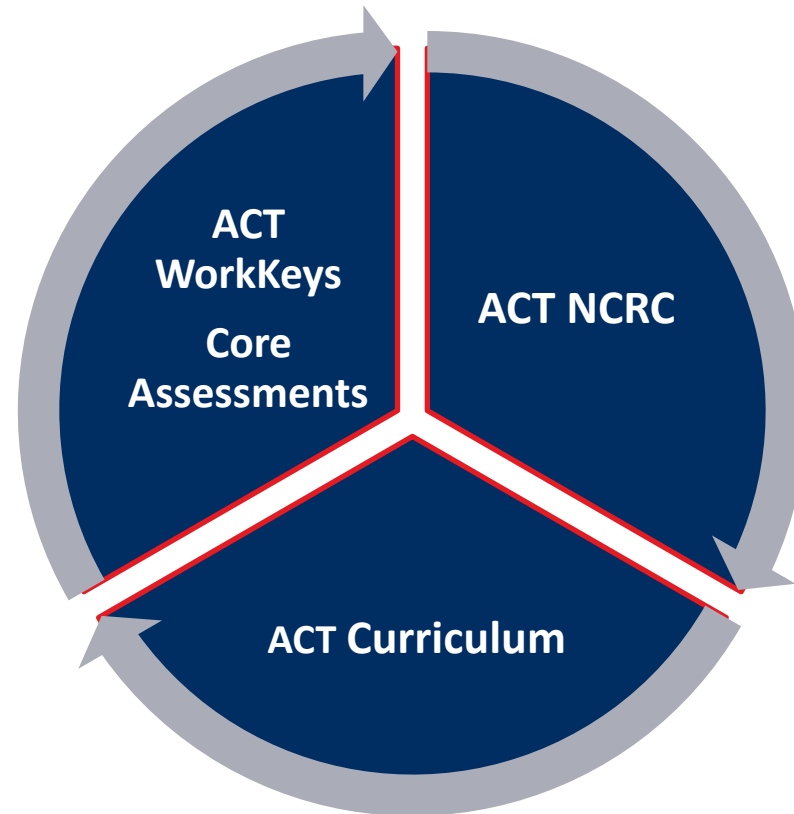 ACT
WorkKeys
Core
Assessments
ACT NCRC
ACT Curriculum